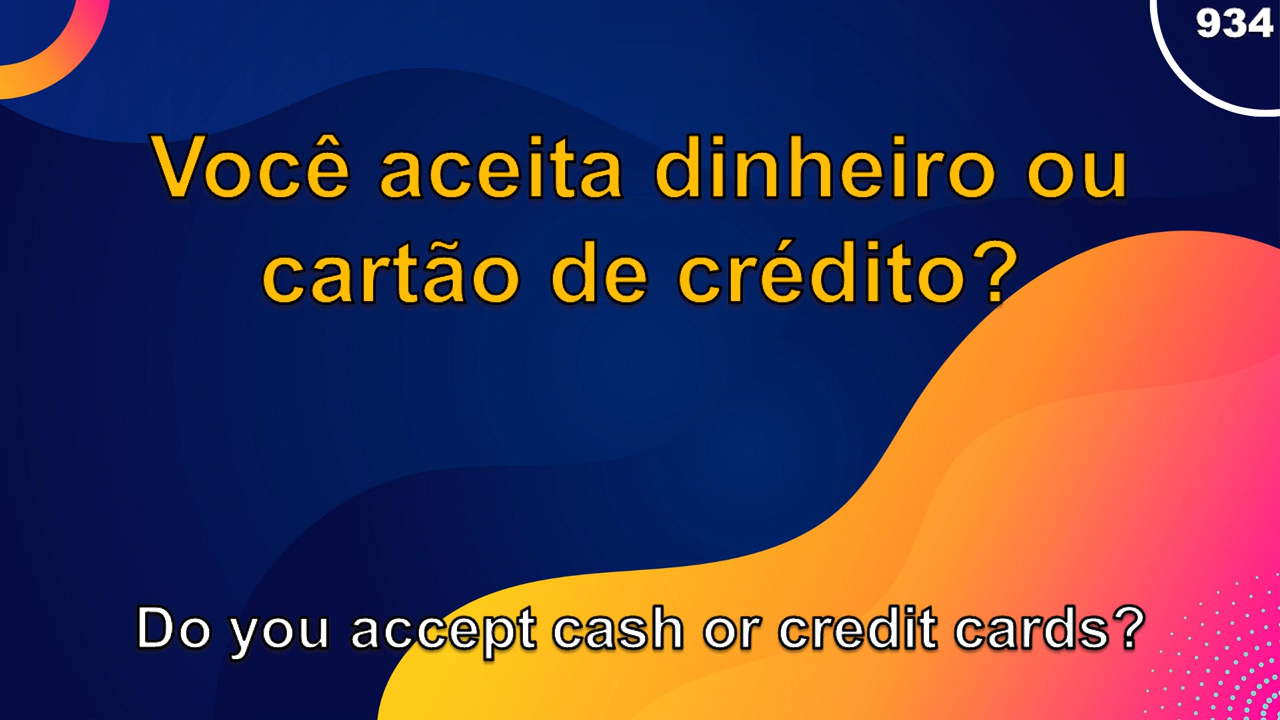 934
Você aceita dinheiro ou
cartão de crédito?
Do you accept cash or credit cards?